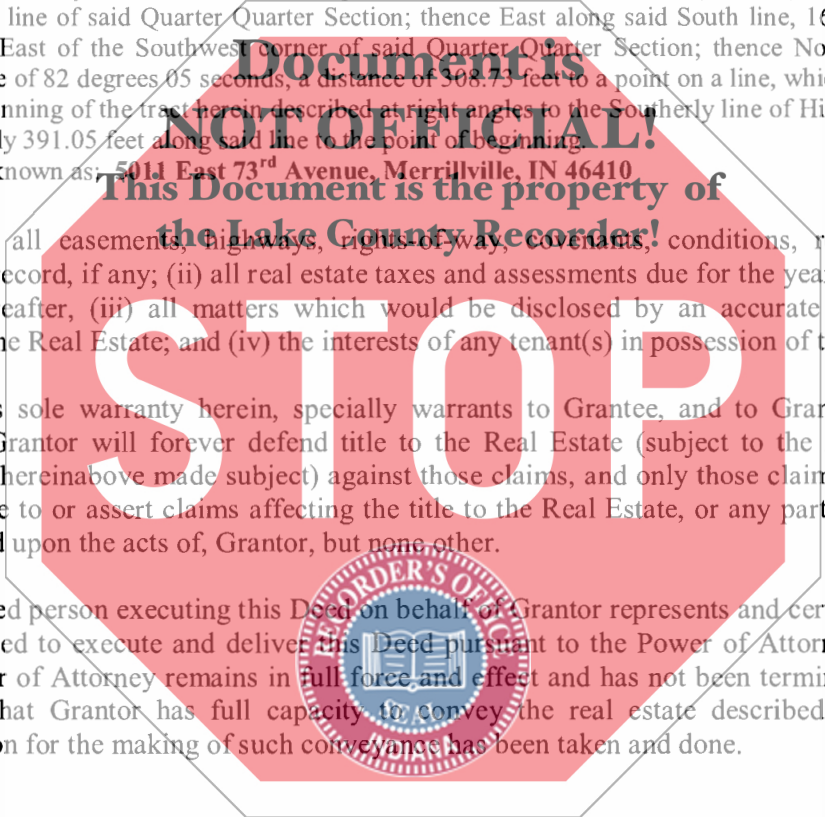 line of said Quarter Quarter Section; thence East along said South line, 16
East of the Southwest corner of said Quarter Quarter Section; thence No
e of 82 degrees 05 seconds, a distance of 308.73 feet to a point on a line, whi
nning of the tract herein described at right angles to the Southerly line of Hi
ly 391.05 feet along said line to the point of beginning.
known as: 5011 East 73rd Avenue, Merrillville, IN 46410
Document is
NOT OFFICIAL!
This Document is the property of
the Lake County Recorder!
all easements, highways, rights-of-way, covenants, conditions, r
ecord, if any; (ii) all real estate taxes and assessments due for the yea
eafter, (iii) all matters which would be disclosed by an accurate
ne Real Estate; and (iv) the interests of any tenant(s) in possession of t
STOP
s sole warranty herein, specially warrants to Grantee, and to Gran
Grantor will forever defend title to the Real Estate (subject to the
hereinabove made subject) against those claims, and only those claim
e to or assert claims affecting the title to the Real Estate, or any part
d upon the acts of, Grantor, but none other.
ed person executing this Deed on behalf of Grantor represents and cer
ed to execute and deliver this Deed pursuant to the Power of Attor
r of Attorney remains in full force and effect and has not been termi
hat Grantor has full capacity to convey the real estate described
n for the making of such conveyance has been taken and done.
RECORDER'S OFFICE
SEAL
INDIANA